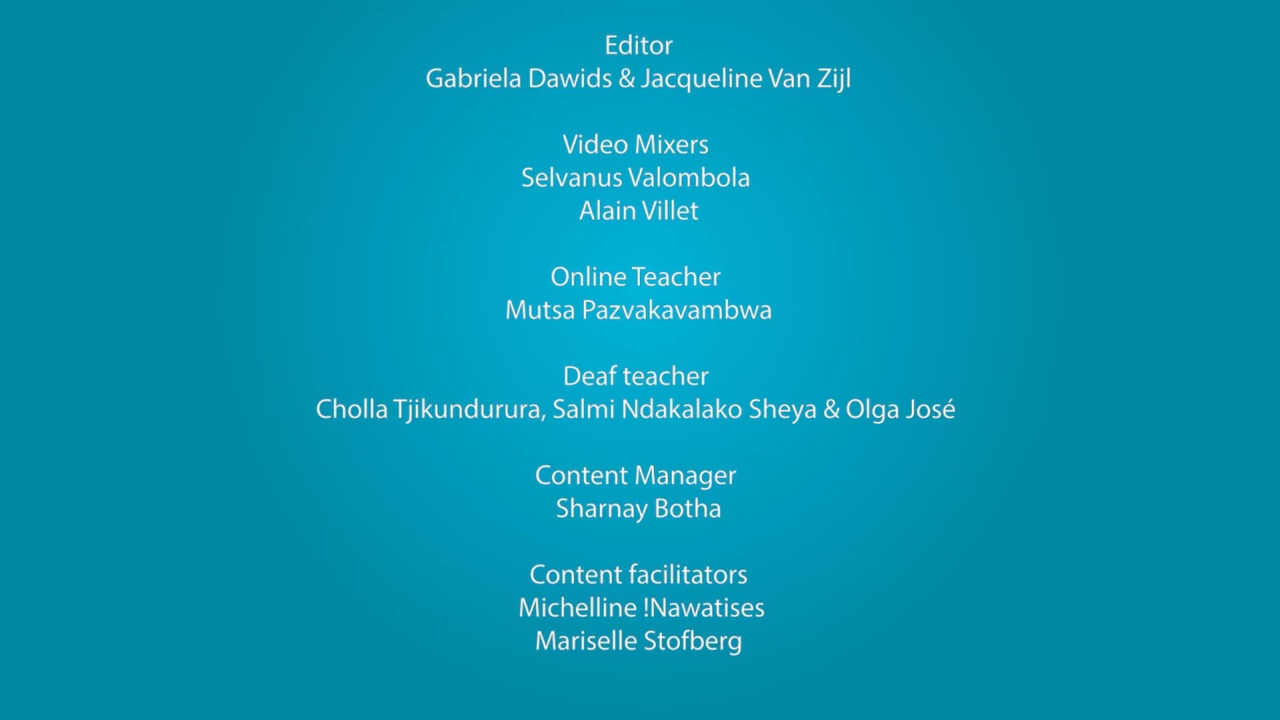 Editor
Gabriela Dawids & Jacqueline Van Zijl
Video Mixers
Selvanus Valombola
Alain Villet
Online Teacher
Mutsa Pazvakavambwa
Deaf teacher
Cholla Tjikundurura, Salmi Ndakalako Sheya & Olga José
Content Manager
Sharnay Botha
Content facilitators
Michelline !Nawatises
Mariselle Stofberg